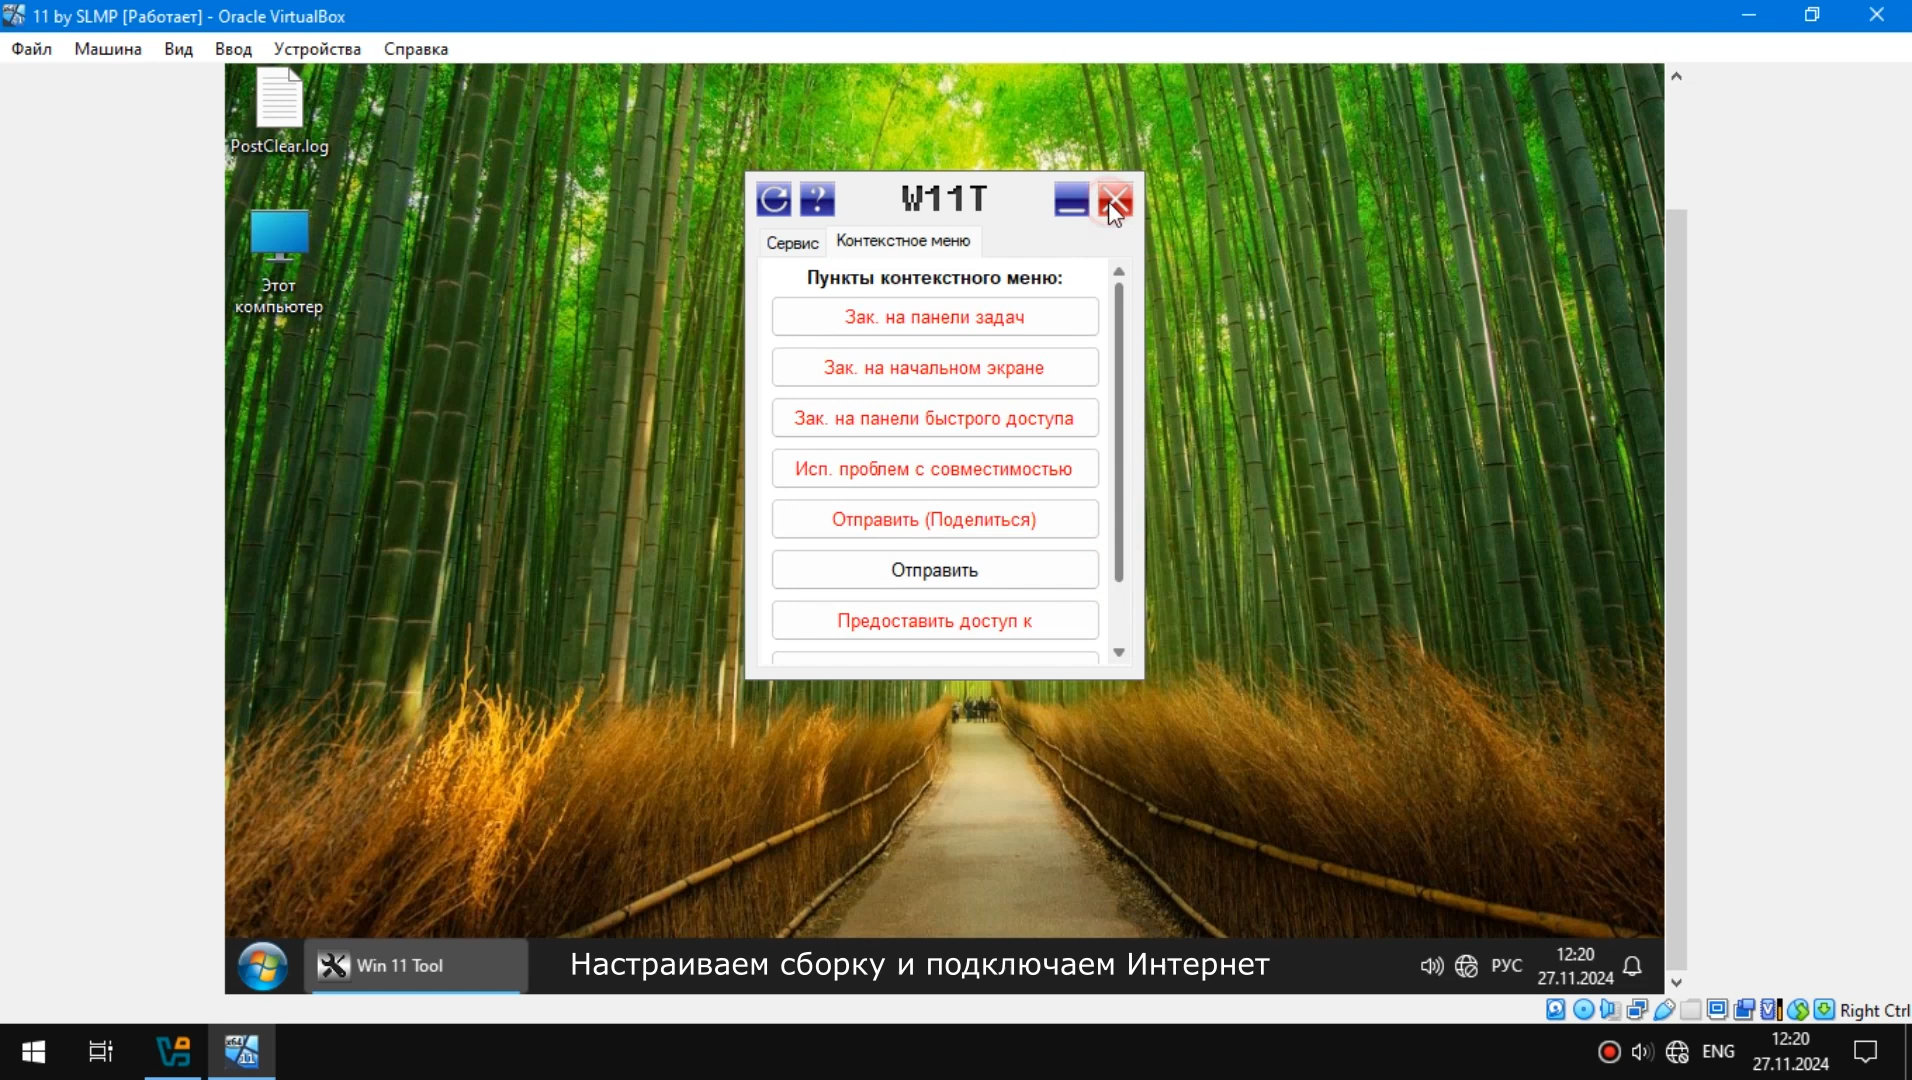 11 by SLMP [Работает] - Oracle VirtualBox
Файл Машина Вид Ввод Устройства Справка
PostClear.log
Этот
компьютер
W11T
Сервис Контекстное меню
Пункты контекстного меню:
Зак. на панели задач
Зак. на начальном экране
Зак. на панели быстрого доступа
Исп. проблем с совместимостью
Отправить (Поделиться)
Отправить
Предоставить доступ к
Win 11 Tool
Настраиваем сборку и подключаем Интернет
РУС
12:20
27.11.2024
Right Ctrl
x64
11
ENG
12:20
27.11.2024